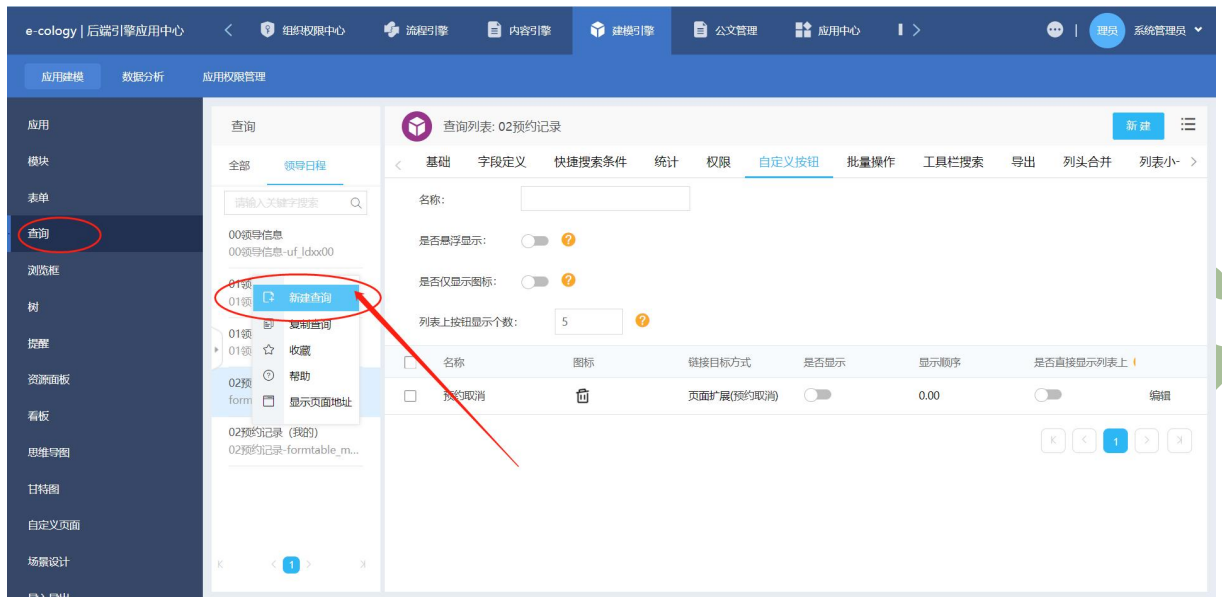 e-cology | 后端引擎应用中心 组织权限中心 流程引擎 内容引擎 建模引擎 公文管理 应用中心 理员 系统管理员
应用建模 数据分析 应用权限管理
应用
模块
表单
查询
浏览框
树
提醒
资源面板
看板
思维导图
甘特图
自定义页面
场景设计
查询
全部 领导日程
请输入关键字搜索
00领导信息
00领导信息-uf_ldxx00
01领
01领
01领
01领
02预
form
02预约记录 (我的)
02预约记录-formtable_m...
1
新建查询
复制查询
收藏
帮助
显示页面地址
查询列表: 02预约记录 新建
基础 字段定义 快捷搜索条件 统计 权限 自定义按钮 批量操作 工具栏搜索 导出 列头合并 列表小-
名称:
是否悬浮显示: ?
是否仅显示图标: ?
列表上按钮显示个数: 5 ?
名称 图标 链接目标方式 是否显示 显示顺序 是否直接显示列表上
预约取消 页面扩展(预约取消) 0.00 编辑
1